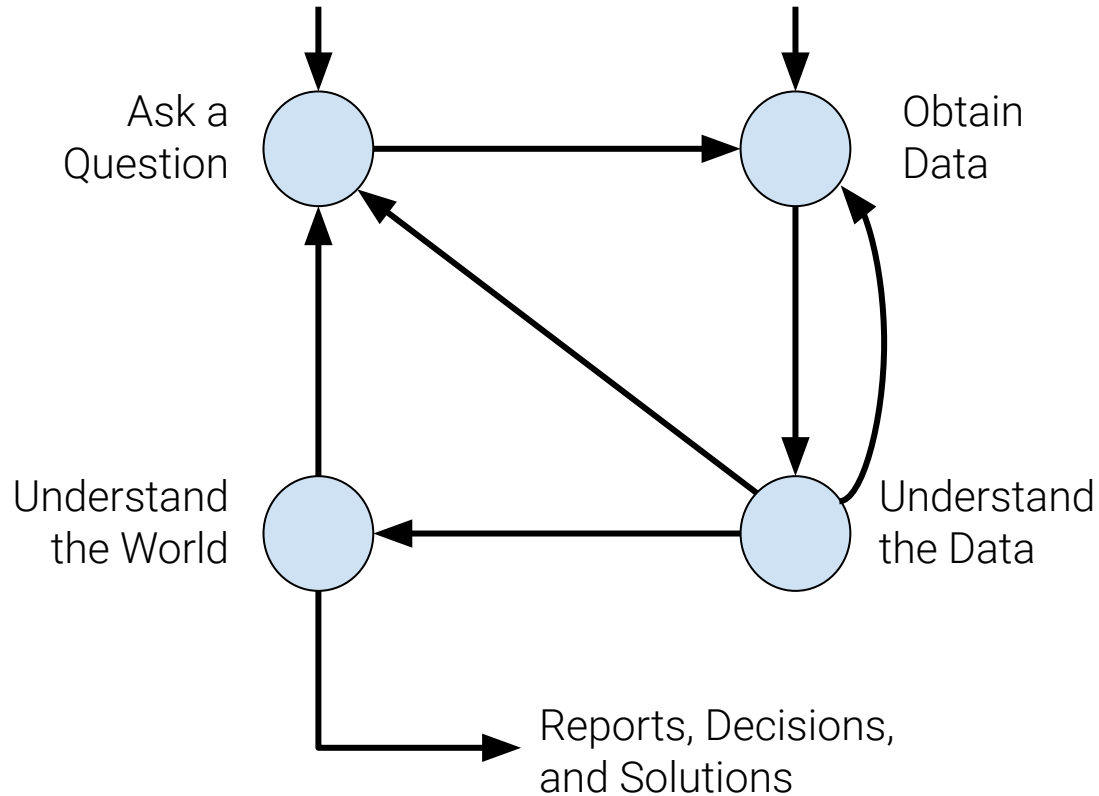 Ask a
Question
Obtain
Data
Understand
the World
Understand
the Data
Reports, Decisions,
and Solutions